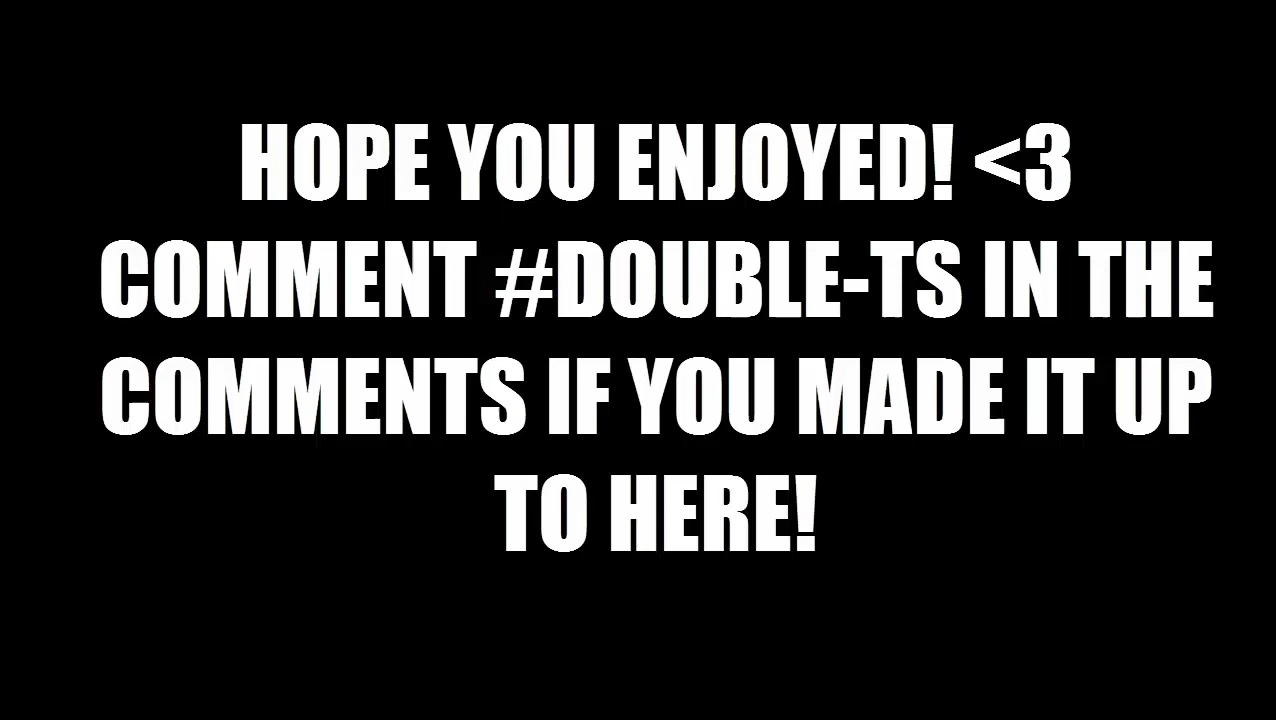 HOPE YOU ENJOYED! <3
COMMENT #DOUBLE-TS IN THE
COMMENTS IF YOU MADE IT UP
TO HERE!